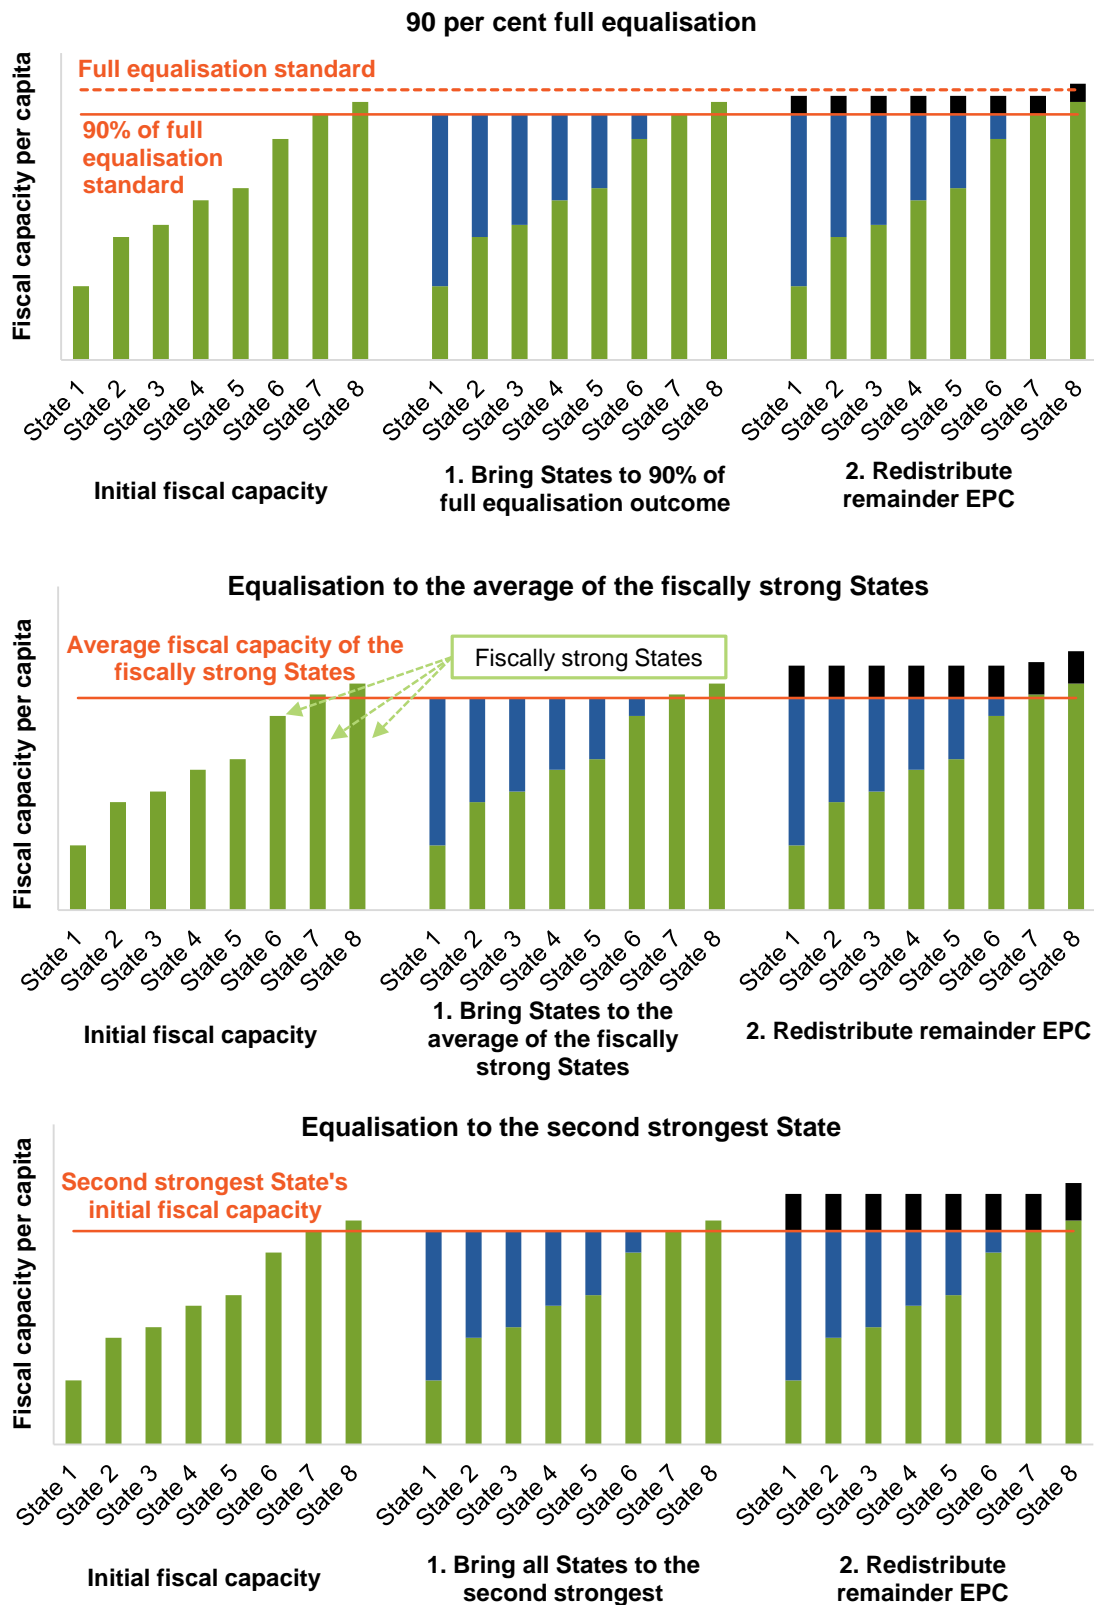 90 per cent full equalisation
Fiscal capacity per capita
Full equalisation standard
90% of full
equalisation
standard
State 1
State 2
State 3
State 4
State 5
State 6
State 7
State 8
State 1
State 2
State 3
State 4
State 5
State 6
State 7
State 8
State 1
State 2
State 3
State 4
State 5
State 6
State 7
State 8
Initial fiscal capacity
1. Bring States to 90% of
full equalisation outcome
2. Redistribute
remainder EPC
Equalisation to the average of the fiscally strong States
Fiscal capacity per capita
Average fiscal capacity of the
fiscally strong States
Fiscally strong States
State 1
State 2
State 3
State 4
State 5
State 6
State 7
State 8
State 1
State 2
State 3
State 4
State 5
State 6
State 7
State 8
State 1
State 2
State 3
State 4
State 5
State 6
State 7
State 8
Initial fiscal capacity
1. Bring States to the
average of the fiscally
strong States
2. Redistribute remainder EPC
Equalisation to the second strongest State
Fiscal capacity per capita
Second strongest State's
initial fiscal capacity
State 1
State 2
State 3
State 4
State 5
State 6
State 7
State 8
State 1
State 2
State 3
State 4
State 5
State 6
State 7
State 8
State 1
State 2
State 3
State 4
State 5
State 6
State 7
State 8
Initial fiscal capacity
1. Bring all States to the
second strongest
2. Redistribute
remainder EPC